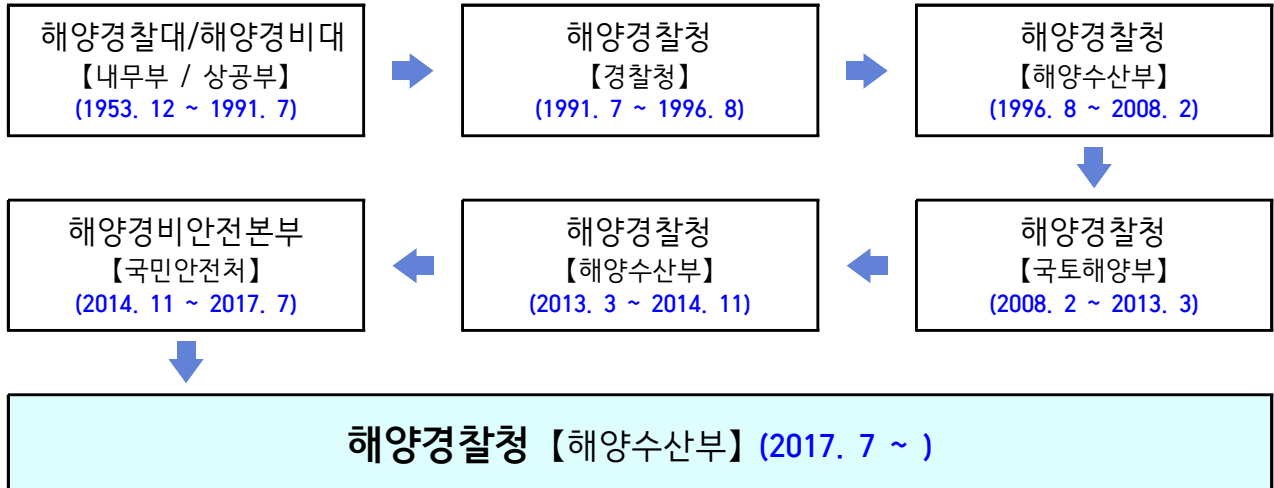 해양경찰대/해양경비대
【내무부 / 상공부】
(1953. 12 ~ 1991. 7)
해양경찰청
【경찰청】
(1991. 7 ~ 1996. 8)
해양경찰청
【해양수산부】
(1996. 8 ~ 2008. 2)
해양경찰청
【국토해양부】
(2008. 2 ~ 2013. 3)
해양경찰청
【해양수산부】
(2013. 3 ~ 2014. 11)
해양경비안전본부
【국민안전처】
(2014. 11 ~ 2017. 7)
해양경찰청【해양수산부】(2017. 7 ~ )